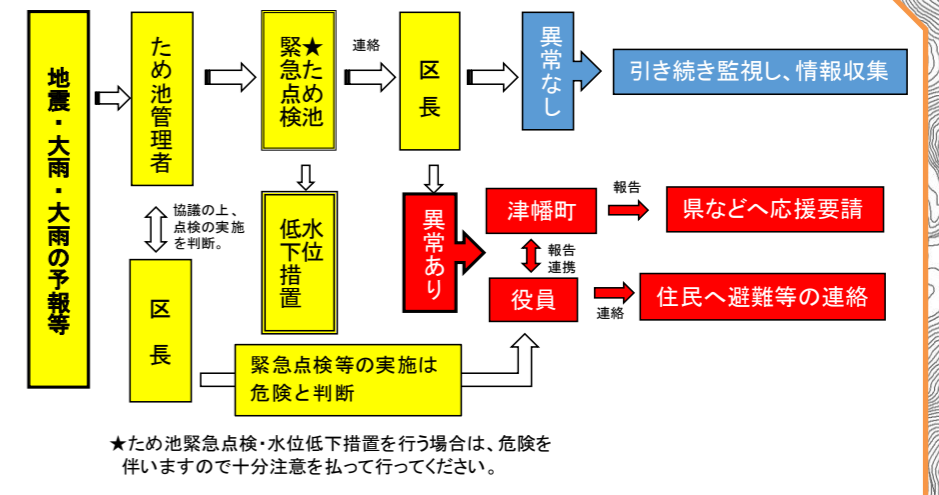 地震・大雨・大雨の予報等
ため池管理者
★ため池
緊急点検
連絡
区長
異常なし
引き続き監視し、情報収集
協議の上、
点検の実施
を判断。
区長
水位
低下措置
異常あり
津幡町
報告
県などへ応援要請
報告
連携
役員
連絡
住民へ避難等の連絡
緊急点検等の実施は
危険と判断
★ため池緊急点検・水位低下措置を行う場合は、危険を
伴いますので十分注意を払って行ってください。